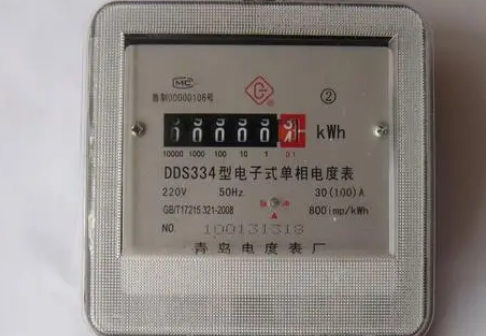 MC
鲁制00000106号
②
00000 kWh
10000 1000 100 10 1 0.1
DDS334型电子式单相电度表
220V 50Hz 30(100)A
GB/T17215.321-2008 800imp/kWh
NO. 100131318
青岛电度表厂